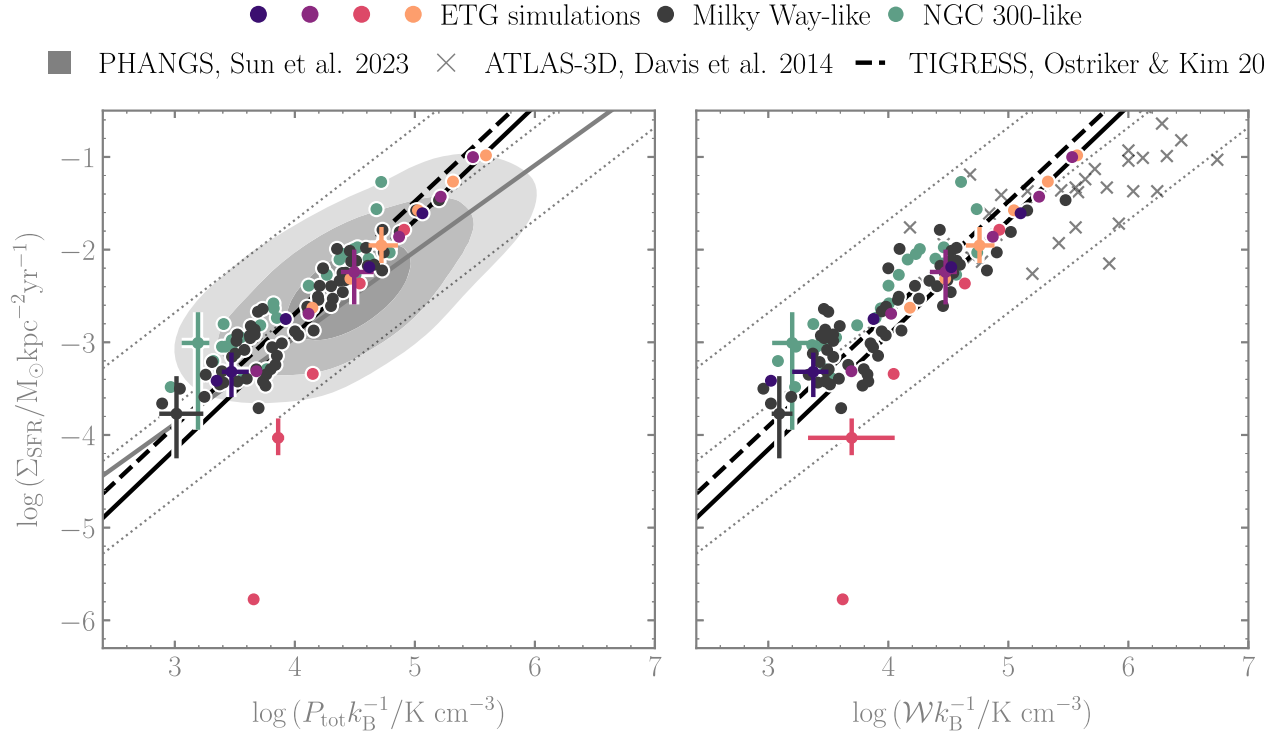 ETG simulations Milky Way-like NGC 300-like
PHANGS, Sun et al. 2023 ATLAS-3D, Davis et al. 2014 TIGRESS, Ostriker & Kim 20
log (Σ_SFR/M_⊙kpc⁻²yr⁻¹)
−1
−2
−3
−4
−5
−6
3 4 5 6 7
3 4 5 6 7
log (P_tot k_B⁻¹/K cm⁻³)
log (𝒲k_B⁻¹/K cm⁻³)